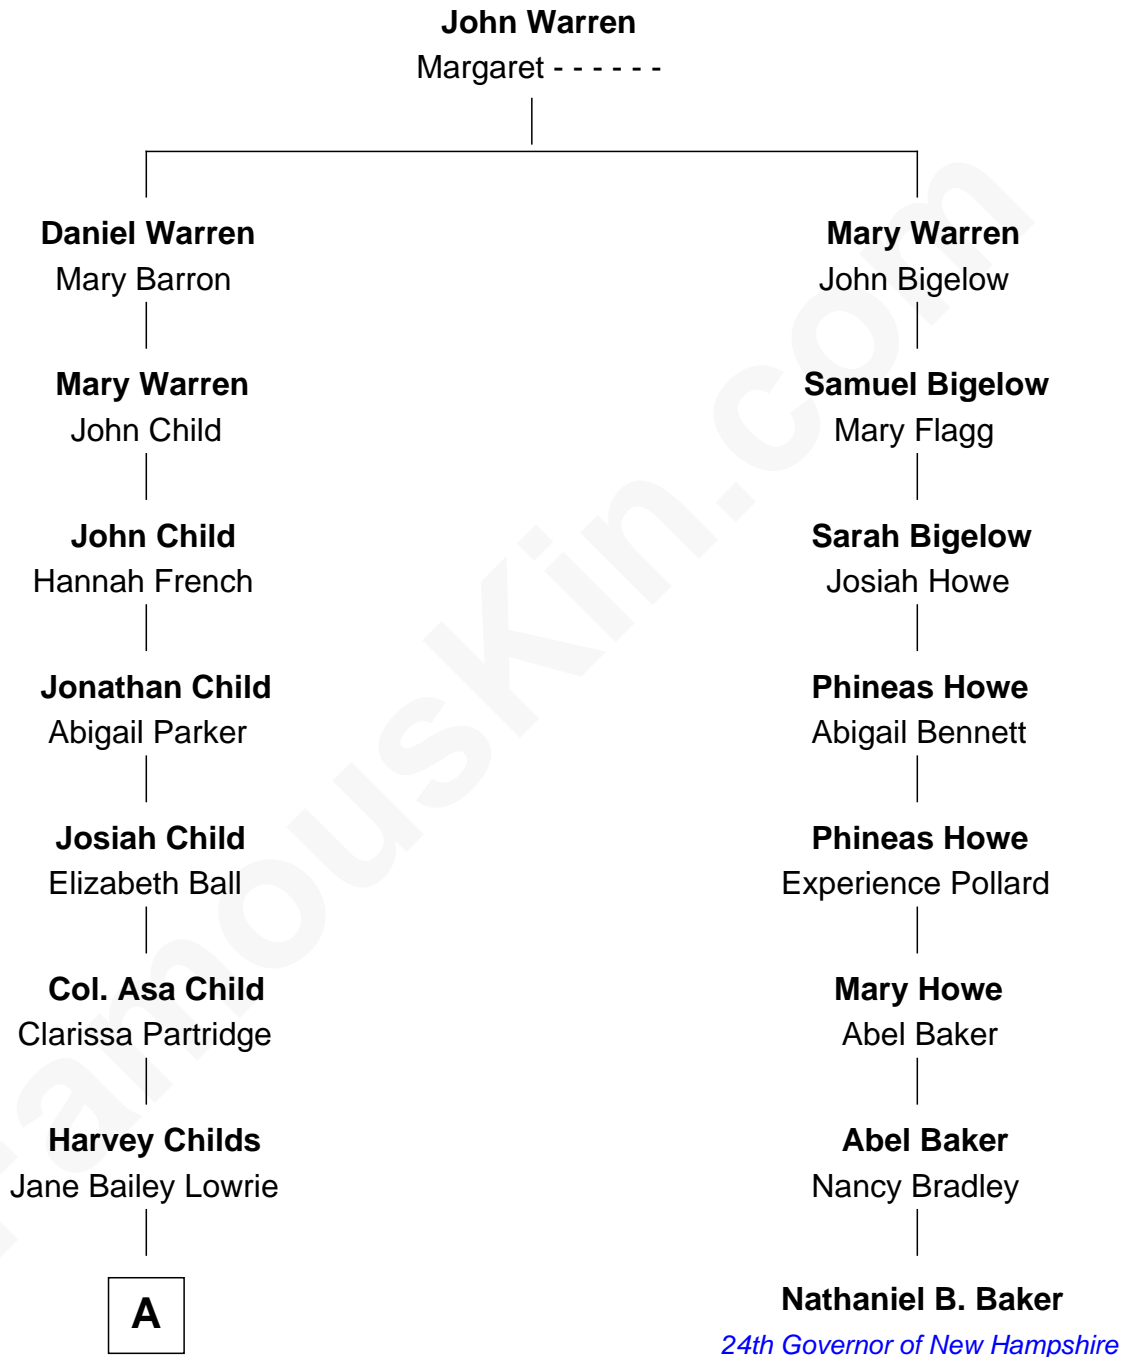 John Warren
Margaret - - - - - -
Daniel Warren
Mary Barron
Mary Warren
John Bigelow
Mary Warren
John Child
Samuel Bigelow
Mary Flagg
John Child
Hannah French
Sarah Bigelow
Josiah Howe
Jonathan Child
Abigail Parker
Phineas Howe
Abigail Bennett
Josiah Child
Elizabeth Ball
Phineas Howe
Experience Pollard
Col. Asa Child
Clarissa Partridge
Mary Howe
Abel Baker
Harvey Childs
Jane Bailey Lowrie
Abel Baker
Nancy Bradley
A
Nathaniel B. Baker
24th Governor of New Hampshire
FamousKin.com